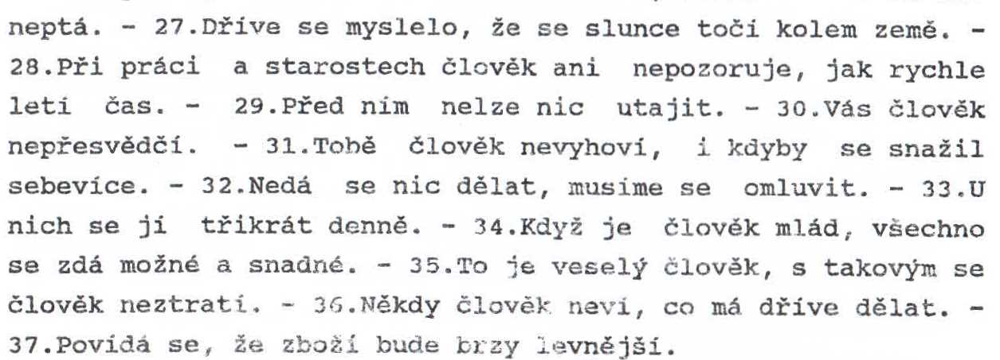 neptá. - 27.Dříve se myslelo, že se slunce točí kolem země. -
28.Při práci a starostech člověk ani nepozoruje, jak rychle
letí čas. - 29.Před ním nelze nic utajit. - 30.Vás člověk
nepřesvědčí. - 31.Tobě člověk nevyhoví, i kdyby se snažil
sebevíce. - 32.Nedá se nic dělat, musíme se omluvit. - 33.U
nich se jí třikrát denně. - 34.Když je člověk mlád, všechno
se zdá možné a snadné. - 35.To je veselý člověk, s takovým se
člověk neztratí. - 36.Někdy člověk neví, co má dříve dělat. -
37.Povídá se, že zboží bude brzy levnější.